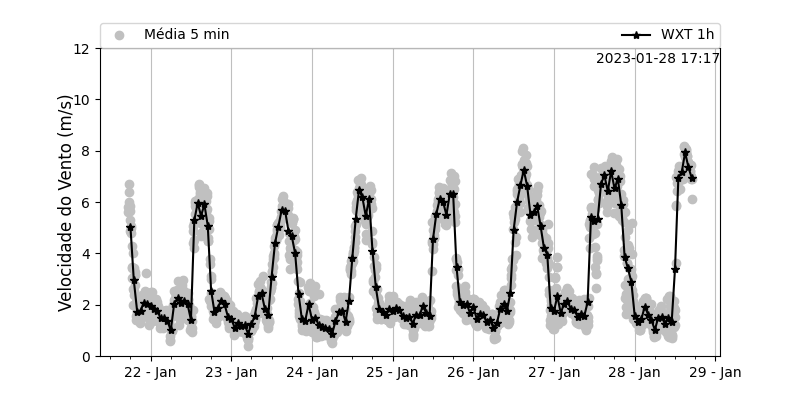 Média 5 min
WXT 1h
2023-01-28 17:17
Velocidade do Vento (m/s)
12
10
8
6
4
2
0
22 - Jan
23 - Jan
24 - Jan
25 - Jan
26 - Jan
27 - Jan
28 - Jan
29 - Jan